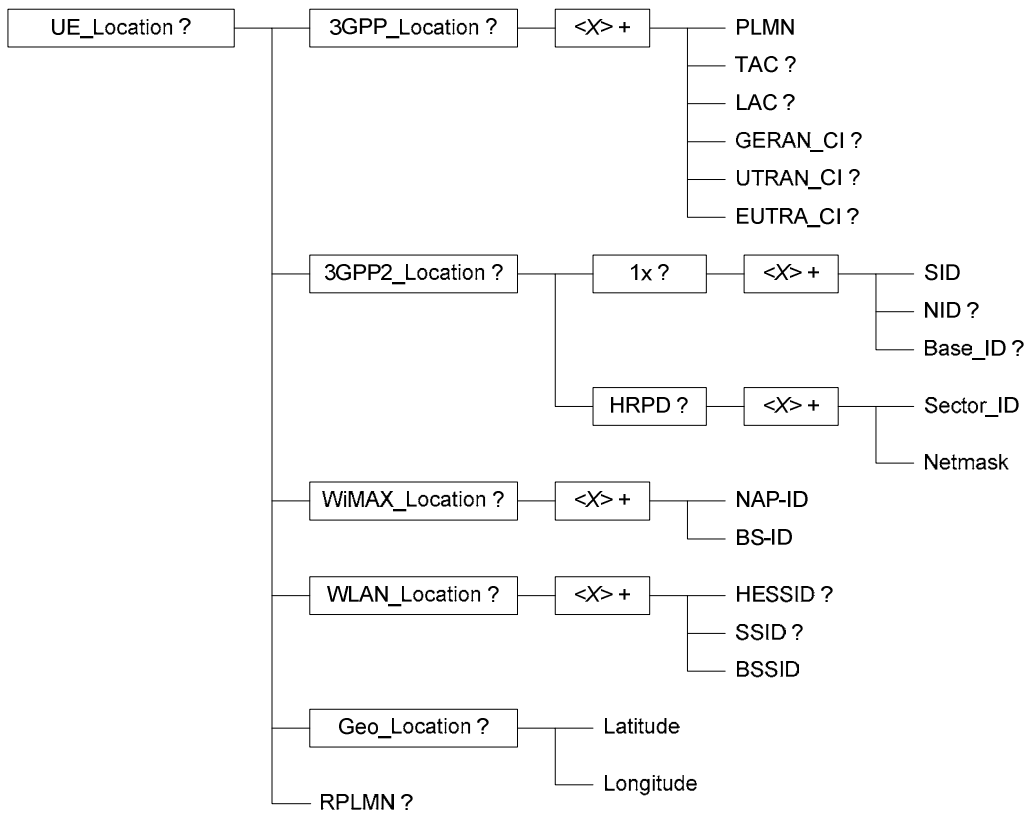 UE_Location ?
3GPP_Location ?
<X> +
PLMN
TAC ?
LAC ?
GERAN_CI ?
UTRAN_CI ?
EUTRA_CI ?
3GPP2_Location ?
1x ?
<X> +
SID
NID ?
Base_ID ?
HRPD ?
<X> +
Sector_ID
Netmask
WiMAX_Location ?
<X> +
NAP-ID
BS-ID
WLAN_Location ?
<X> +
HESSID ?
SSID ?
BSSID
Geo_Location ?
Latitude
Longitude
RPLMN ?